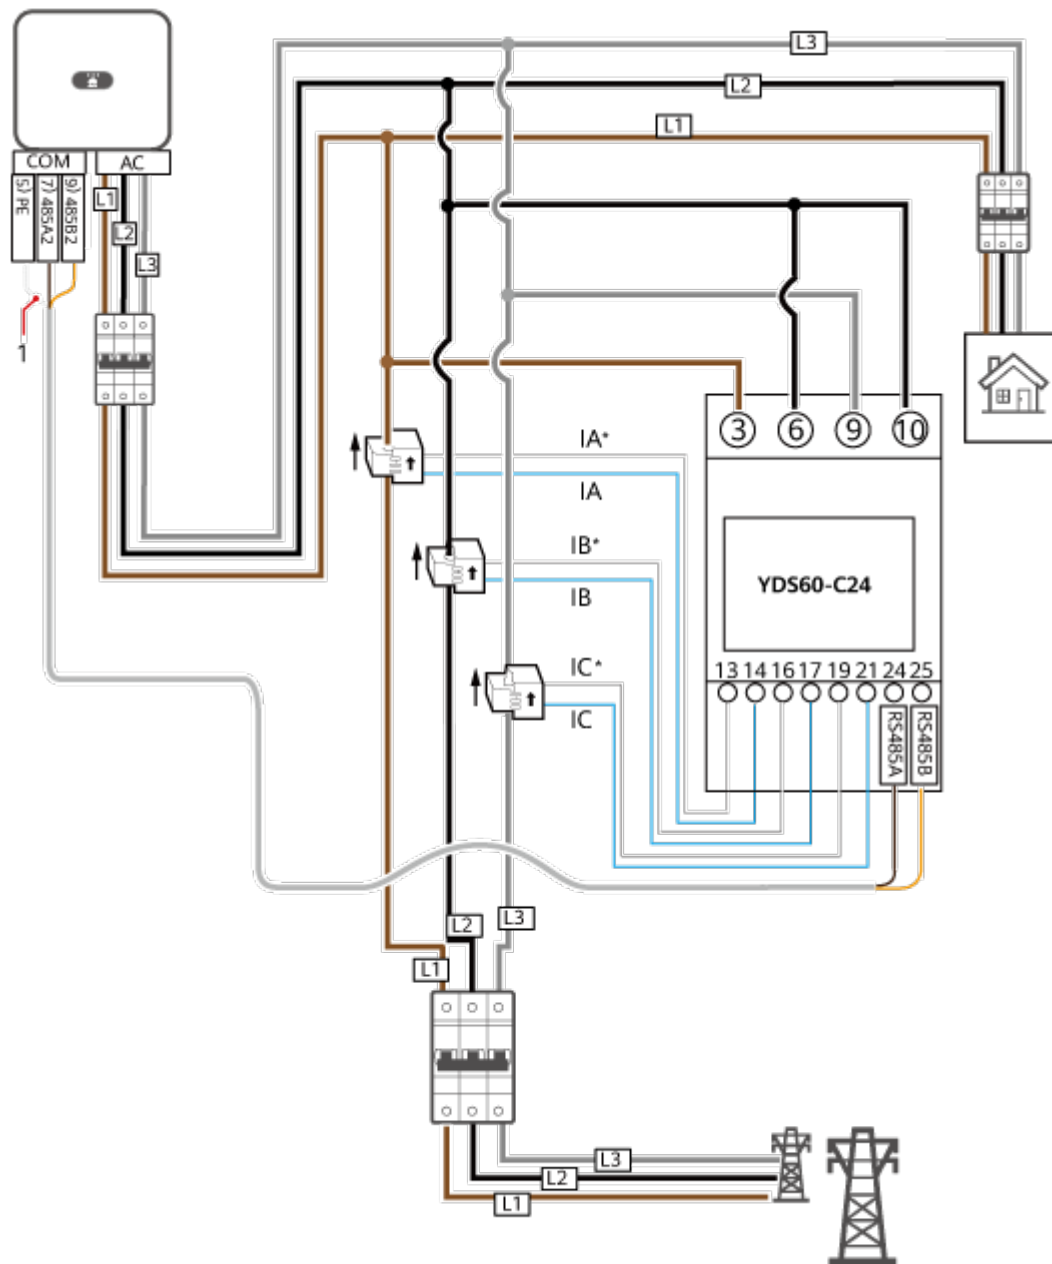 L3
L2
L1
COM
AC
5) PE
7) 485A2
9) 485B2
L1
L2
L3
1
3
6
9
10
IA*
IA
IB*
IB
IC*
IC
YDS60-C24
13 14 16 17 19 21 24 25
RS485A
RS485B
L3
L2
L1
L3
L2
L1